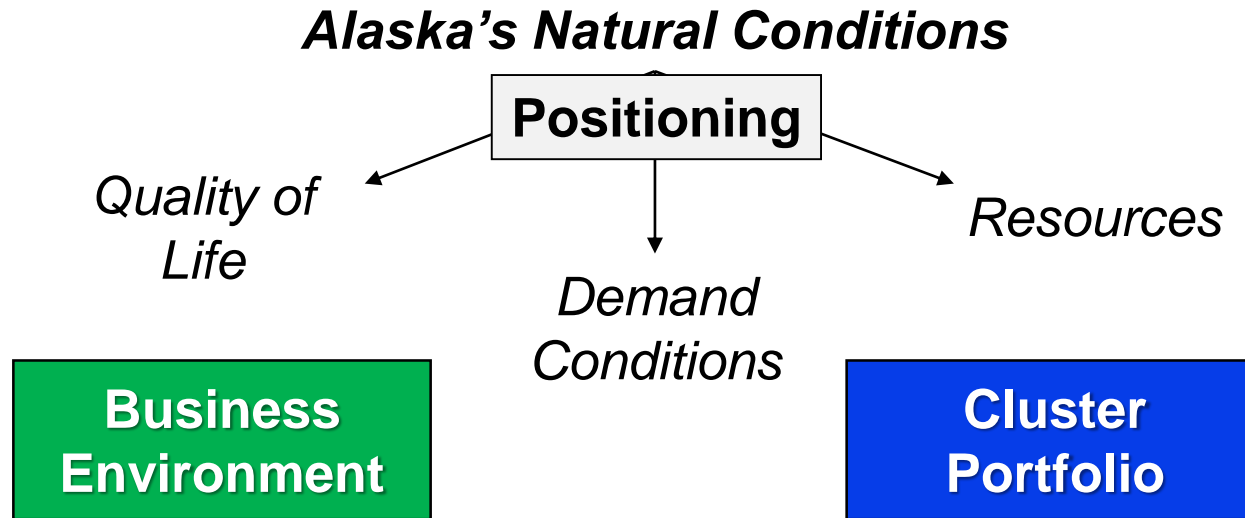 Alaska’s Natural Conditions
Positioning
Quality of
Life
Resources
Demand
Conditions
Business
Environment
Cluster
Portfolio